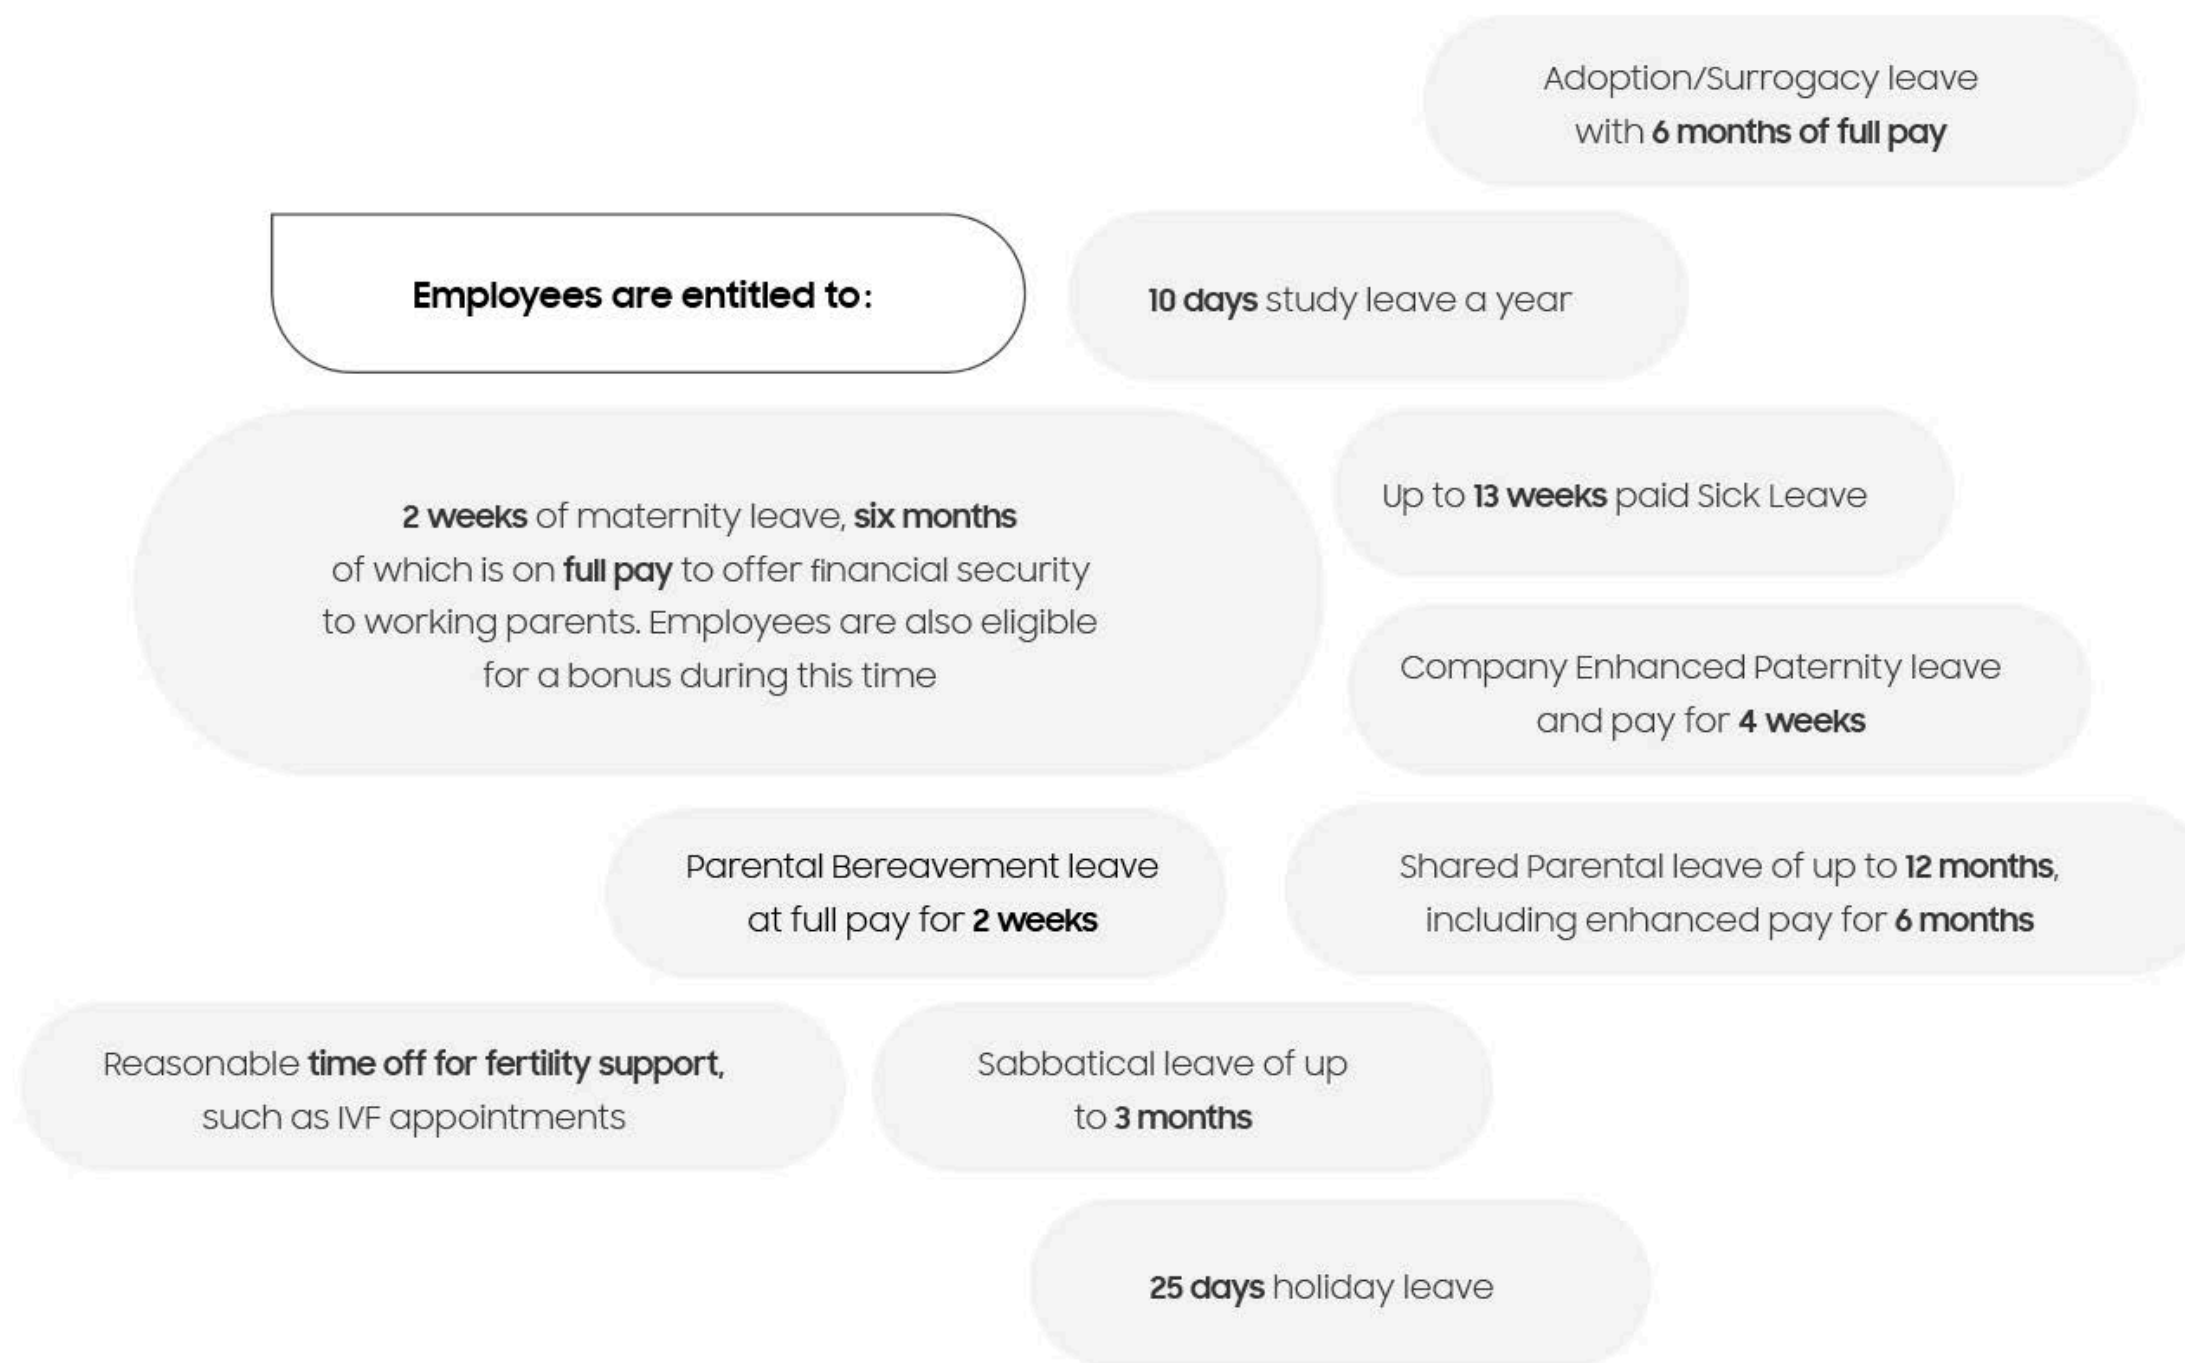 Adoption/Surrogacy leave
with 6 months of full pay
Employees are entitled to:
10 days study leave a year
2 weeks of maternity leave, six months
of which is on full pay to offer financial security
to working parents. Employees are also eligible
for a bonus during this time
Up to 13 weeks paid Sick Leave
Company Enhanced Paternity leave
and pay for 4 weeks
Parental Bereavement leave
at full pay for 2 weeks
Shared Parental leave of up to 12 months,
including enhanced pay for 6 months
Reasonable time off for fertility support,
such as IVF appointments
Sabbatical leave of up
to 3 months
25 days holiday leave